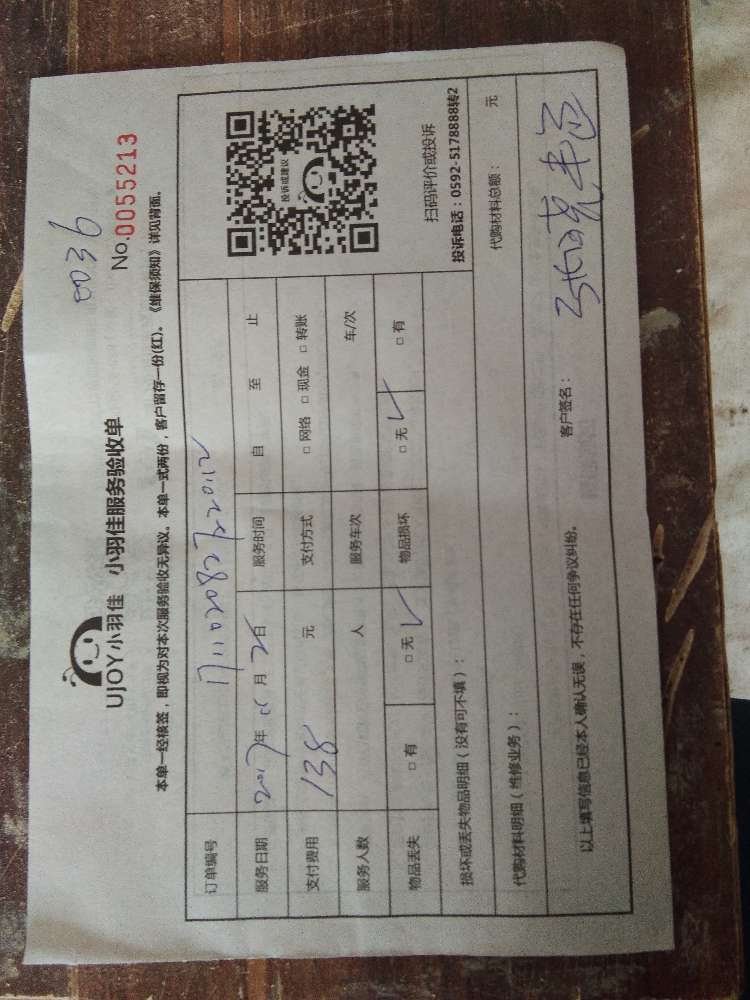 0036
UJOY小羽佳 小羽佳服务验收单 No.0055213
本单一经核签，即视为对本次服务验收无异议。本单一式两份，客户留存一份(红)。《维保须知》详见背面。
订单编号
服务日期 2017年 11月 2日 服务时间 自 至 止
支付费用 138 元 支付方式 □ 网络 □ 现金 □ 转账
服务人数 人 服务车次 车/次
物品丢失 □ 有 □ 无 ✓ 物品损坏 □ 无 ✓ □ 有
投诉或建议
扫码评价或投诉
投诉电话：0592-5178888转2
损坏或丢失物品明细（没有可不填）：
代购材料明细（维修业务）： 代购材料总额： 元
客户签名：
以上填写信息已经本人确认无误，不存在任何争议纠纷。